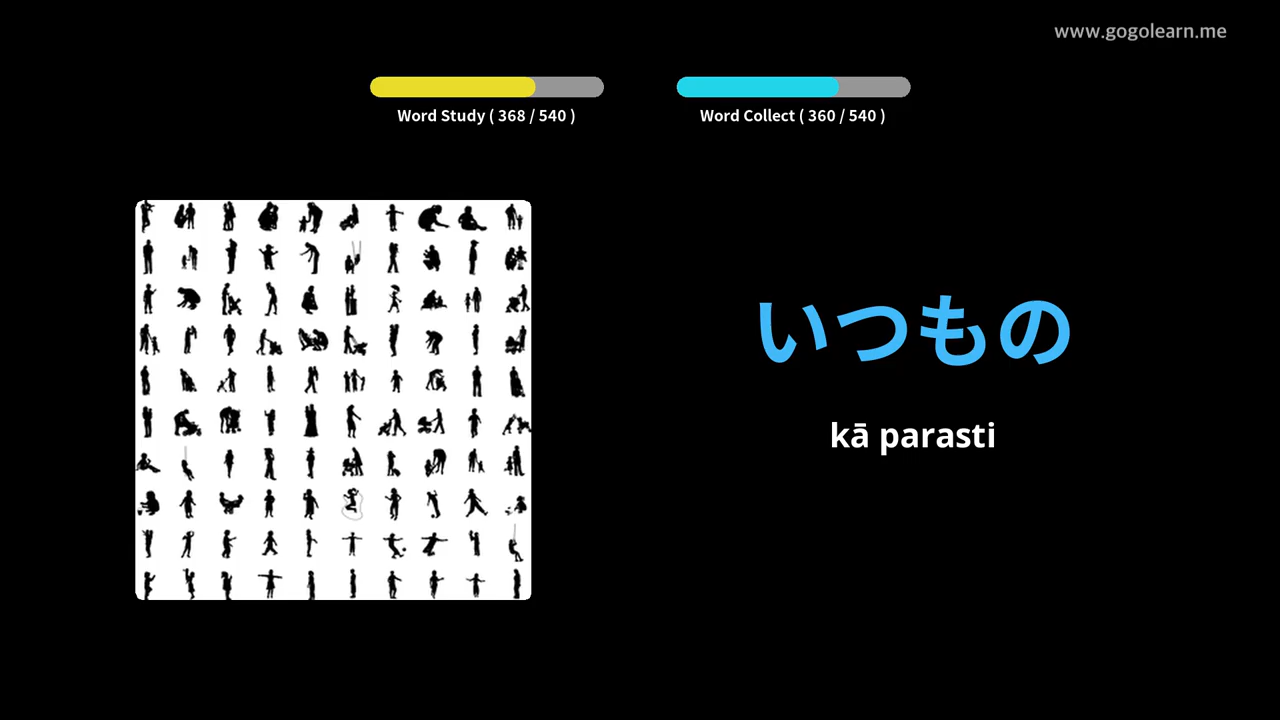 www.gogolearn.me
Word Study ( 368 / 540 )
Word Collect ( 360 / 540 )
いつもの
kā parasti